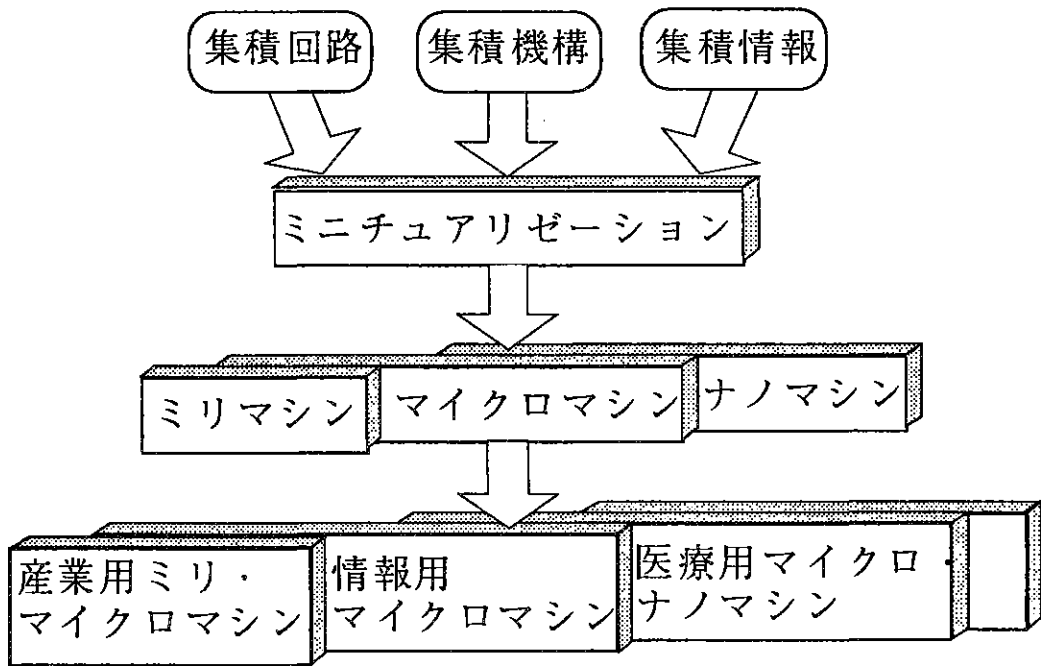 集積回路
集積機構
集積情報
ミニチュアリゼーション
ミリマシン
マイクロマシン
ナノマシン
産業用ミリ・
マイクロマシン
情報用
マイクロマシン
医療用マイクロ
ナノマシン